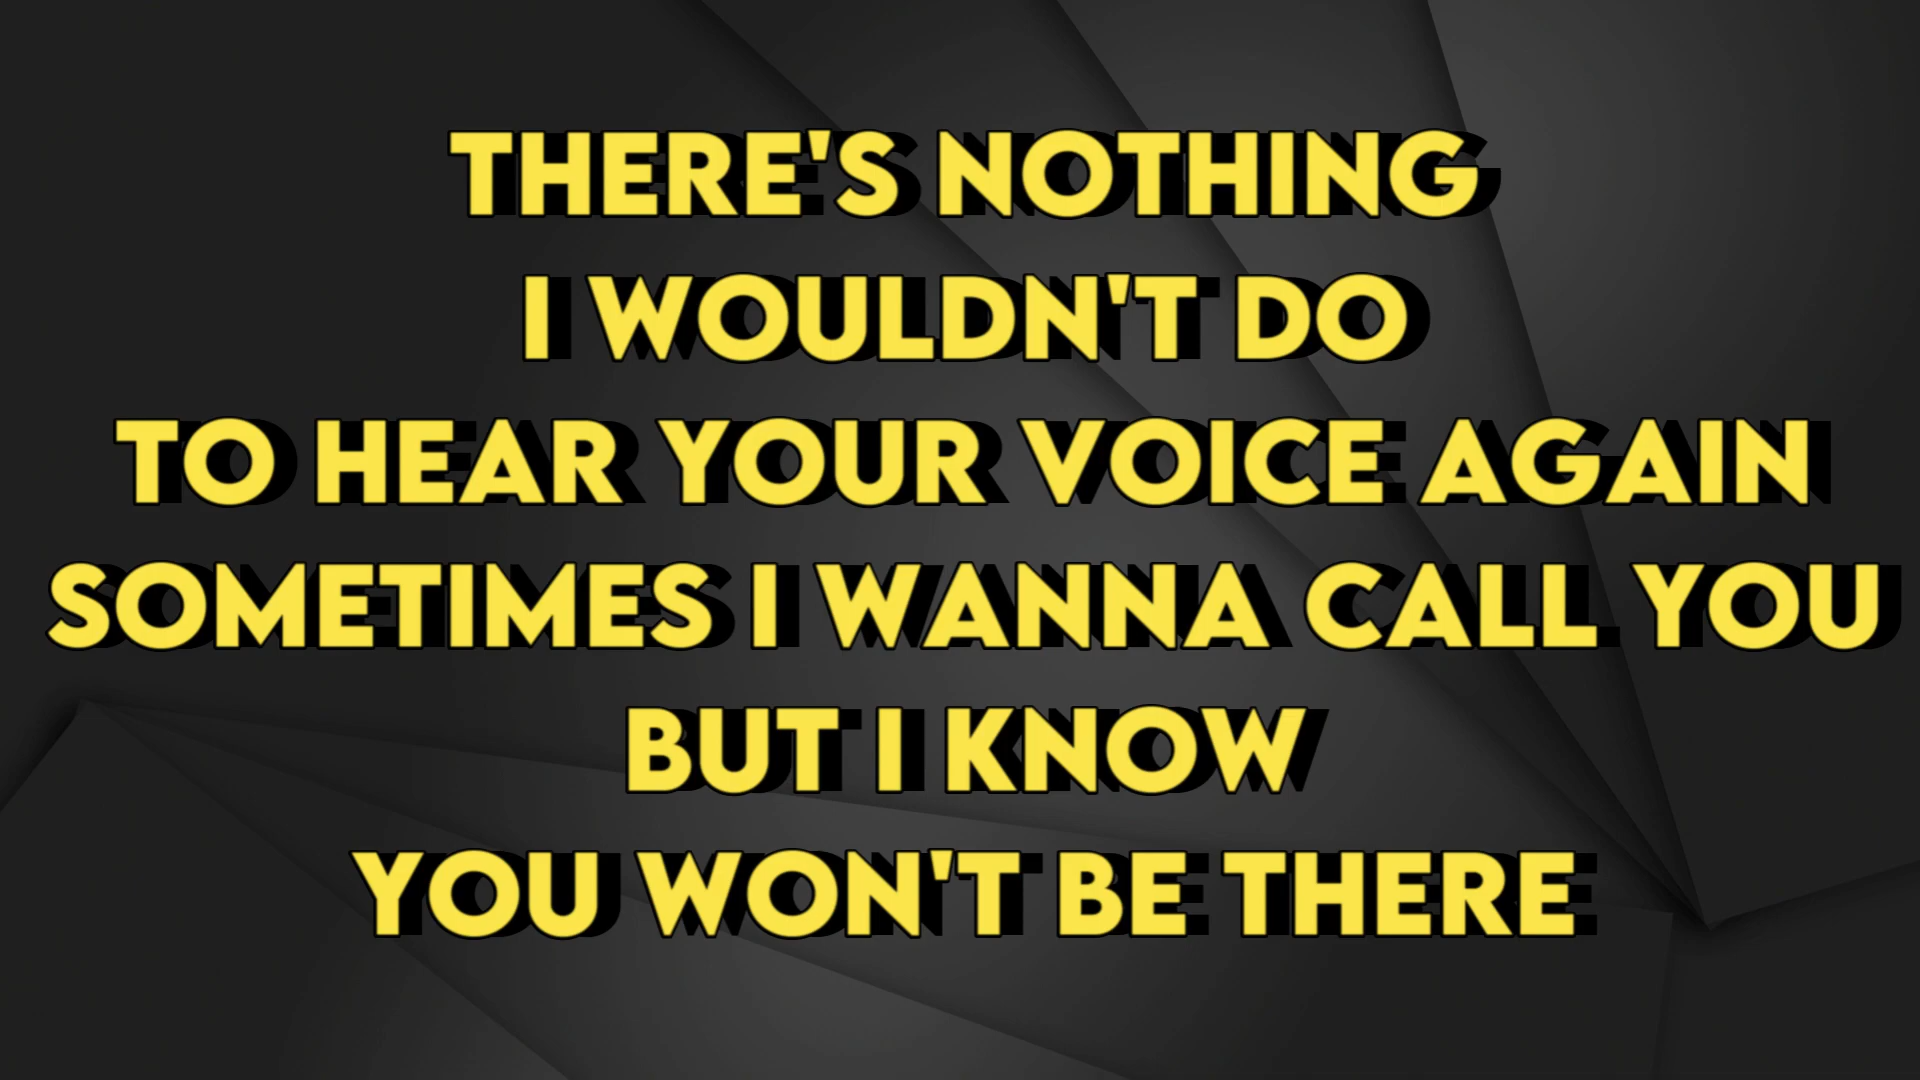 THERE'S NOTHING
I WOULDN'T DO
TO HEAR YOUR VOICE AGAIN
SOMETIMES I WANNA CALL YOU
BUT I KNOW
YOU WON'T BE THERE